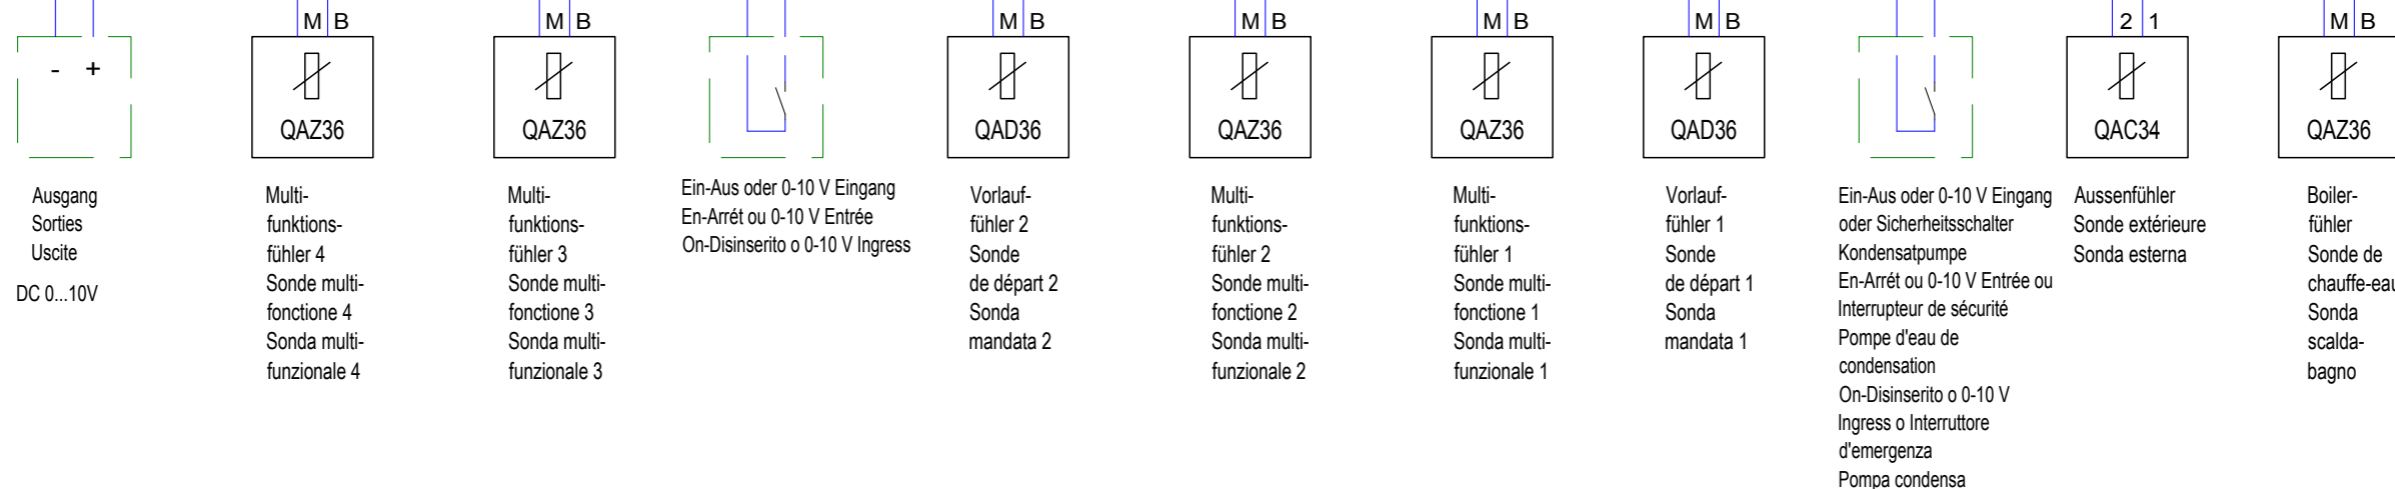 - +
Ausgang
Sorties
Uscite
DC 0...10V
M B
QAZ36
Multi-
funktions-
fühler 4
Sonde multi-
fonctione 4
Sonda multi-
funzionale 4
M B
QAZ36
Multi-
funktions-
fühler 3
Sonde multi-
fonctione 3
Sonda multi-
funzionale 3
Ein-Aus oder 0-10 V Eingang
En-Arrét ou 0-10 V Entrée
On-Disinserito o 0-10 V Ingress
M B
QAD36
Vorlauf-
fühler 2
Sonde
de départ 2
Sonda
mandata 2
M B
QAZ36
Multi-
funktions-
fühler 2
Sonde multi-
fonctione 2
Sonda multi-
funzionale 2
M B
QAZ36
Multi-
funktions-
fühler 1
Sonde multi-
fonctione 1
Sonda multi-
funzionale 1
M B
QAD36
Vorlauf-
fühler 1
Sonde
de départ 1
Sonda
mandata 1
Ein-Aus oder 0-10 V Eingang
oder Sicherheitsschalter
Kondensatpumpe
En-Arrét ou 0-10 V Entrée ou
Interrupteur de sécurité
Pompe d'eau de
condensation
On-Disinserito o 0-10 V
Ingress o Interruttore
d'emergenza
Pompa condensa
2 1
QAC34
Aussenfühler
Sonde extérieure
Sonda esterna
M B
QAZ36
Boiler-
fühler
Sonde de
chauffe-eau
Sonda
scalda-
bagno